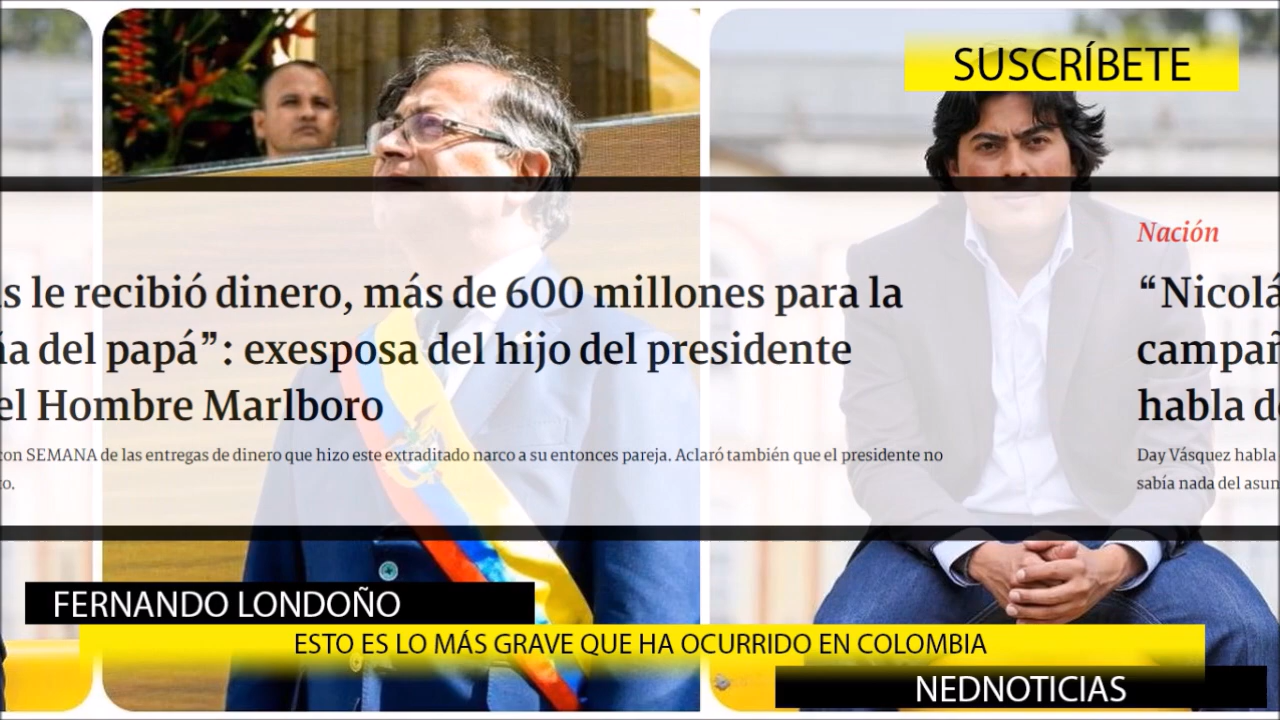 SUSCRÍBETE
Nación
s le recibió dinero, más de 600 millones para la
ña del papá”: exesposa del hijo del presidente
el Hombre Marlboro
con SEMANA de las entregas de dinero que hizo este extraditado narco a su entonces pareja. Aclaró también que el presidente no
to.
“Nicolá
campañ
habla d
Day Vásquez habla
sabía nada del asun
FERNANDO LONDOÑO
ESTO ES LO MÁS GRAVE QUE HA OCURRIDO EN COLOMBIA
NEDNOTICIAS